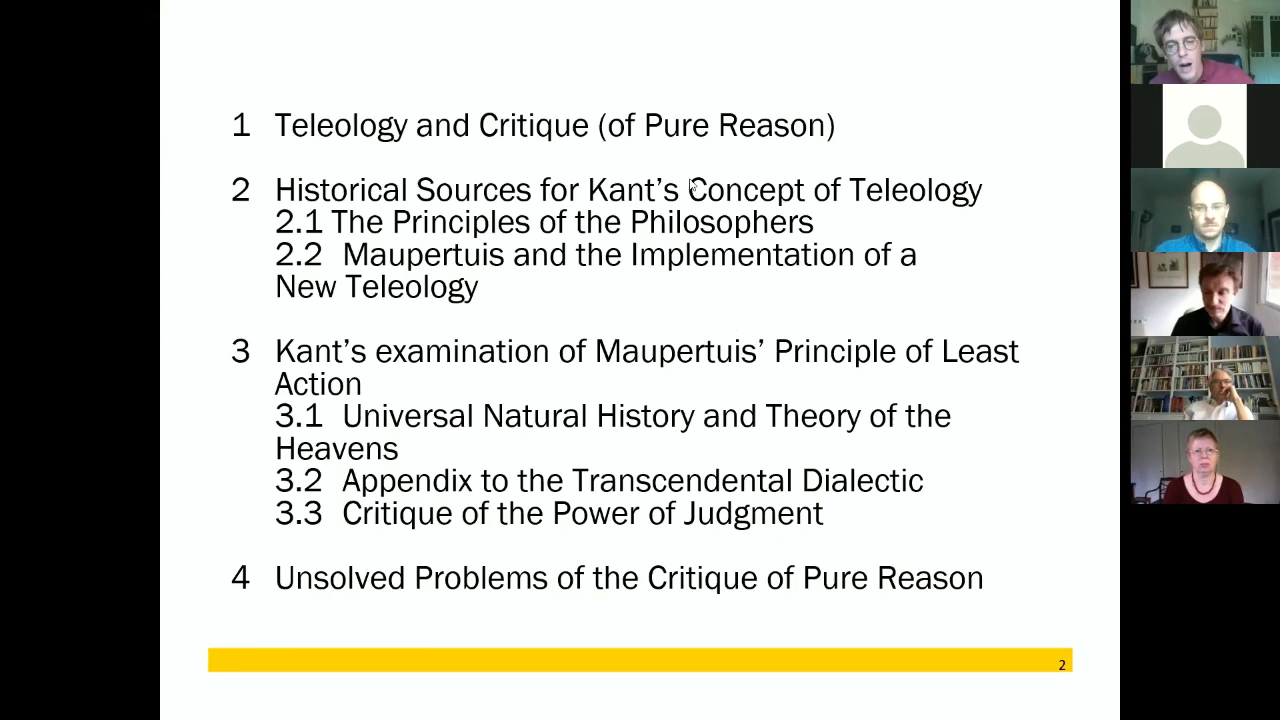 1 Teleology and Critique (of Pure Reason)
2 Historical Sources for Kant's Concept of Teleology
2.1 The Principles of the Philosophers
2.2 Maupertuis and the Implementation of a
New Teleology
3 Kant's examination of Maupertuis' Principle of Least
Action
3.1 Universal Natural History and Theory of the
Heavens
3.2 Appendix to the Transcendental Dialectic
3.3 Critique of the Power of Judgment
4 Unsolved Problems of the Critique of Pure Reason
2